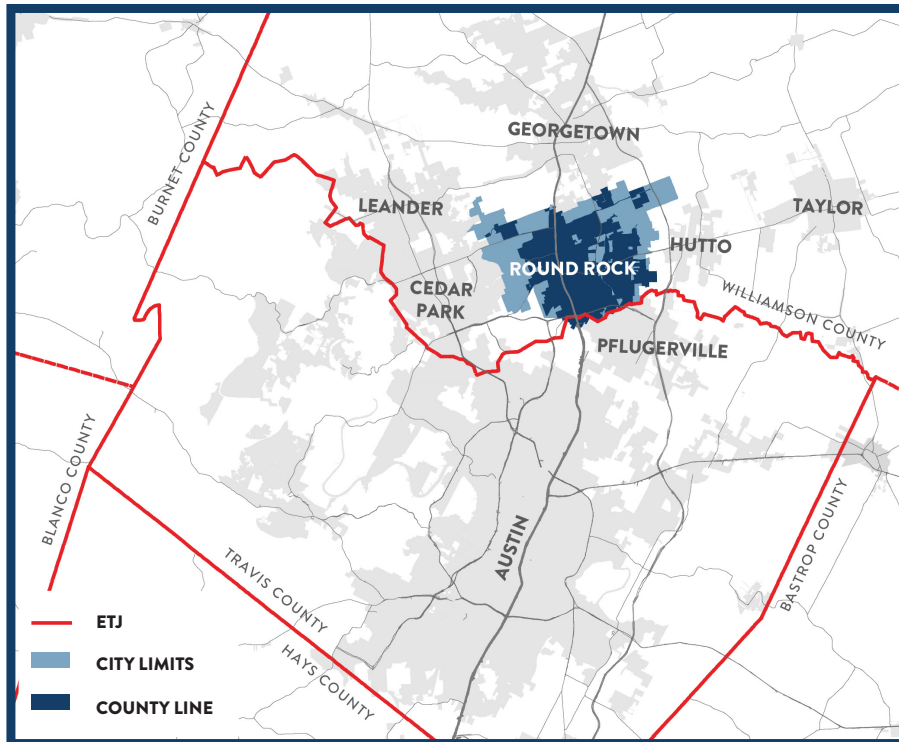 BURNET COUNTY
GEORGETOWN
LEANDER
TAYLOR
HUTTO
ROUND ROCK
CEDAR
PARK
WILLIAMSON COUNTY
PFLUGERVILLE
BLANCO COUNTY
AUSTIN
BASTROP COUNTY
TRAVIS COUNTY
HAYS COUNTY
ETJ
CITY LIMITS
COUNTY LINE